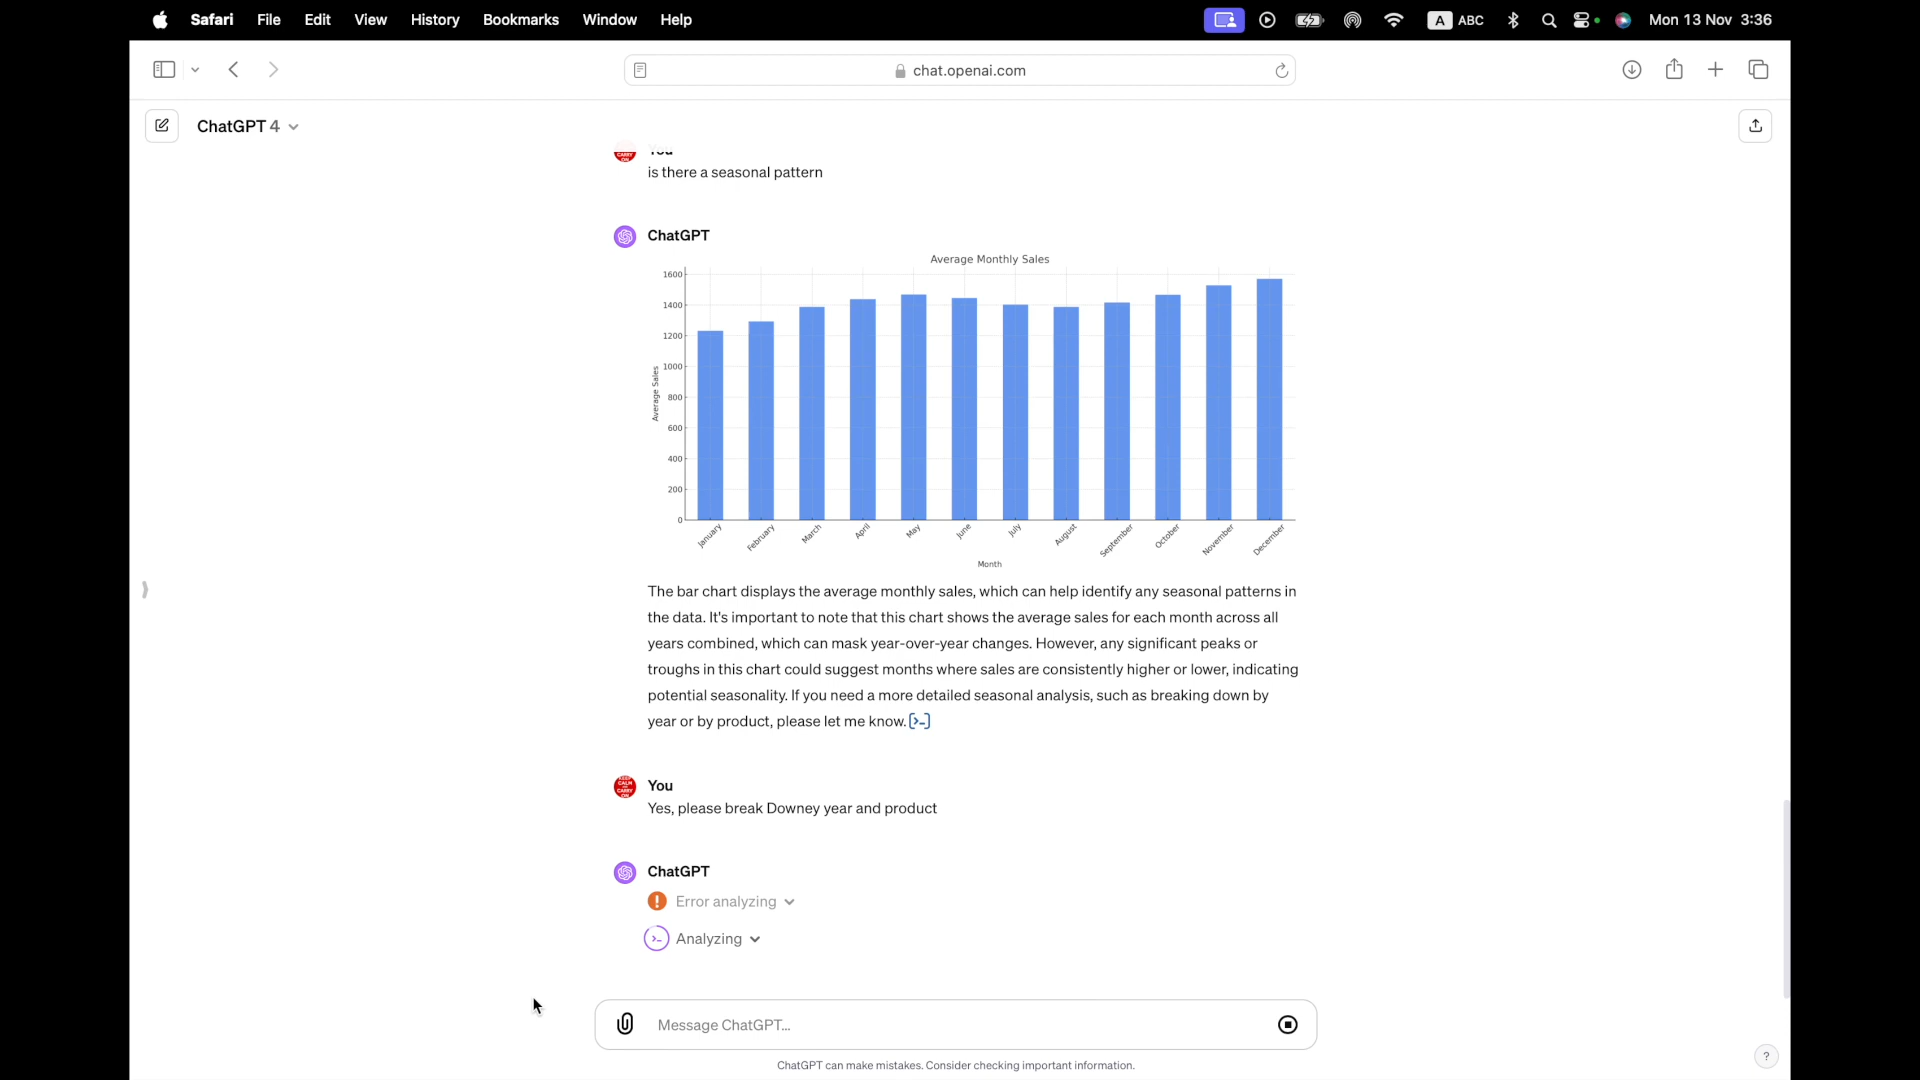 Safari File Edit View History Bookmarks Window Help A ABC Mon 13 Nov 3:36
chat.openai.com
ChatGPT 4
You
is there a seasonal pattern
ChatGPT
Average Monthly Sales
1600
1400
1200
1000
800
600
400
200
0
Average Sales
January February March April May June July August September October November December
Month
The bar chart displays the average monthly sales, which can help identify any seasonal patterns in
the data. It's important to note that this chart shows the average sales for each month across all
years combined, which can mask year-over-year changes. However, any significant peaks or
troughs in this chart could suggest months where sales are consistently higher or lower, indicating
potential seasonality. If you need a more detailed seasonal analysis, such as breaking down by
year or by product, please let me know. [>-]
KEEP
CALM
AND
CARRY
ON
You
Yes, please break Downey year and product
ChatGPT
Error analyzing
Analyzing
Message ChatGPT...
ChatGPT can make mistakes. Consider checking important information.
?